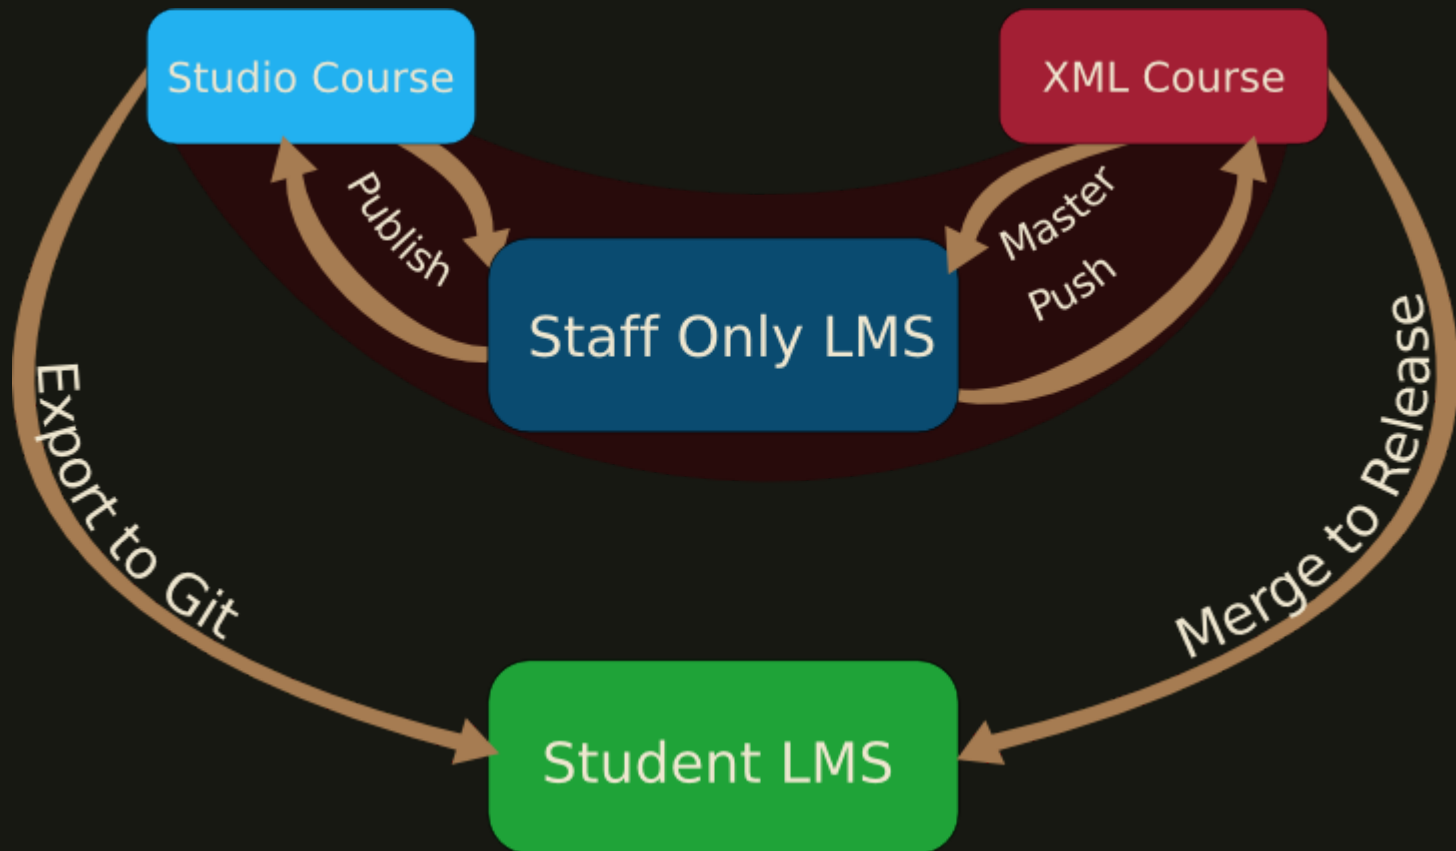 Studio Course
XML Course
Publish
Master
Push
Staff Only LMS
Export to Git
Merge to Release
Student LMS